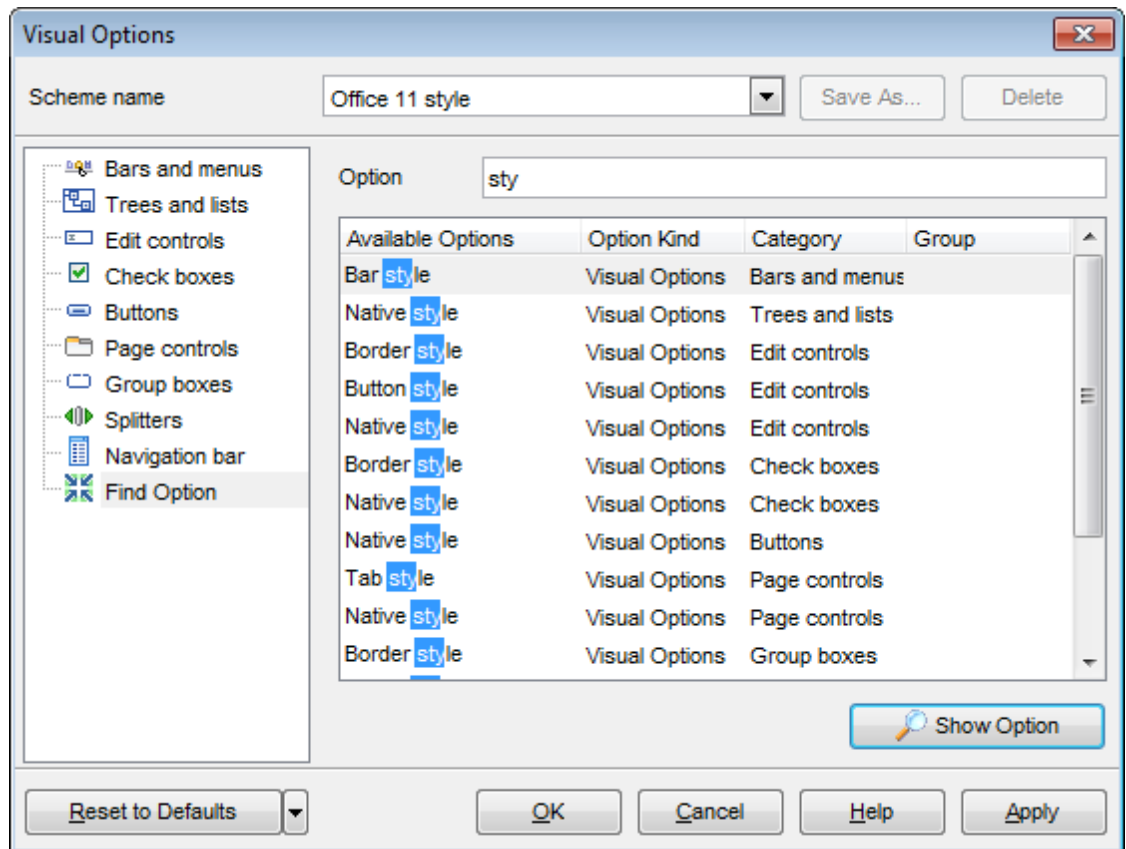 Visual Options
Scheme name
Office 11 style
Save As...
Delete
Bars and menus
Trees and lists
Edit controls
Check boxes
Buttons
Page controls
Group boxes
Splitters
Navigation bar
Find Option
Option
sty
Available Options Option Kind Category Group
Bar style Visual Options Bars and menus
Native style Visual Options Trees and lists
Border style Visual Options Edit controls
Button style Visual Options Edit controls
Native style Visual Options Edit controls
Border style Visual Options Check boxes
Native style Visual Options Check boxes
Native style Visual Options Buttons
Tab style Visual Options Page controls
Native style Visual Options Page controls
Border style Visual Options Group boxes
Show Option
Reset to Defaults
OK
Cancel
Help
Apply